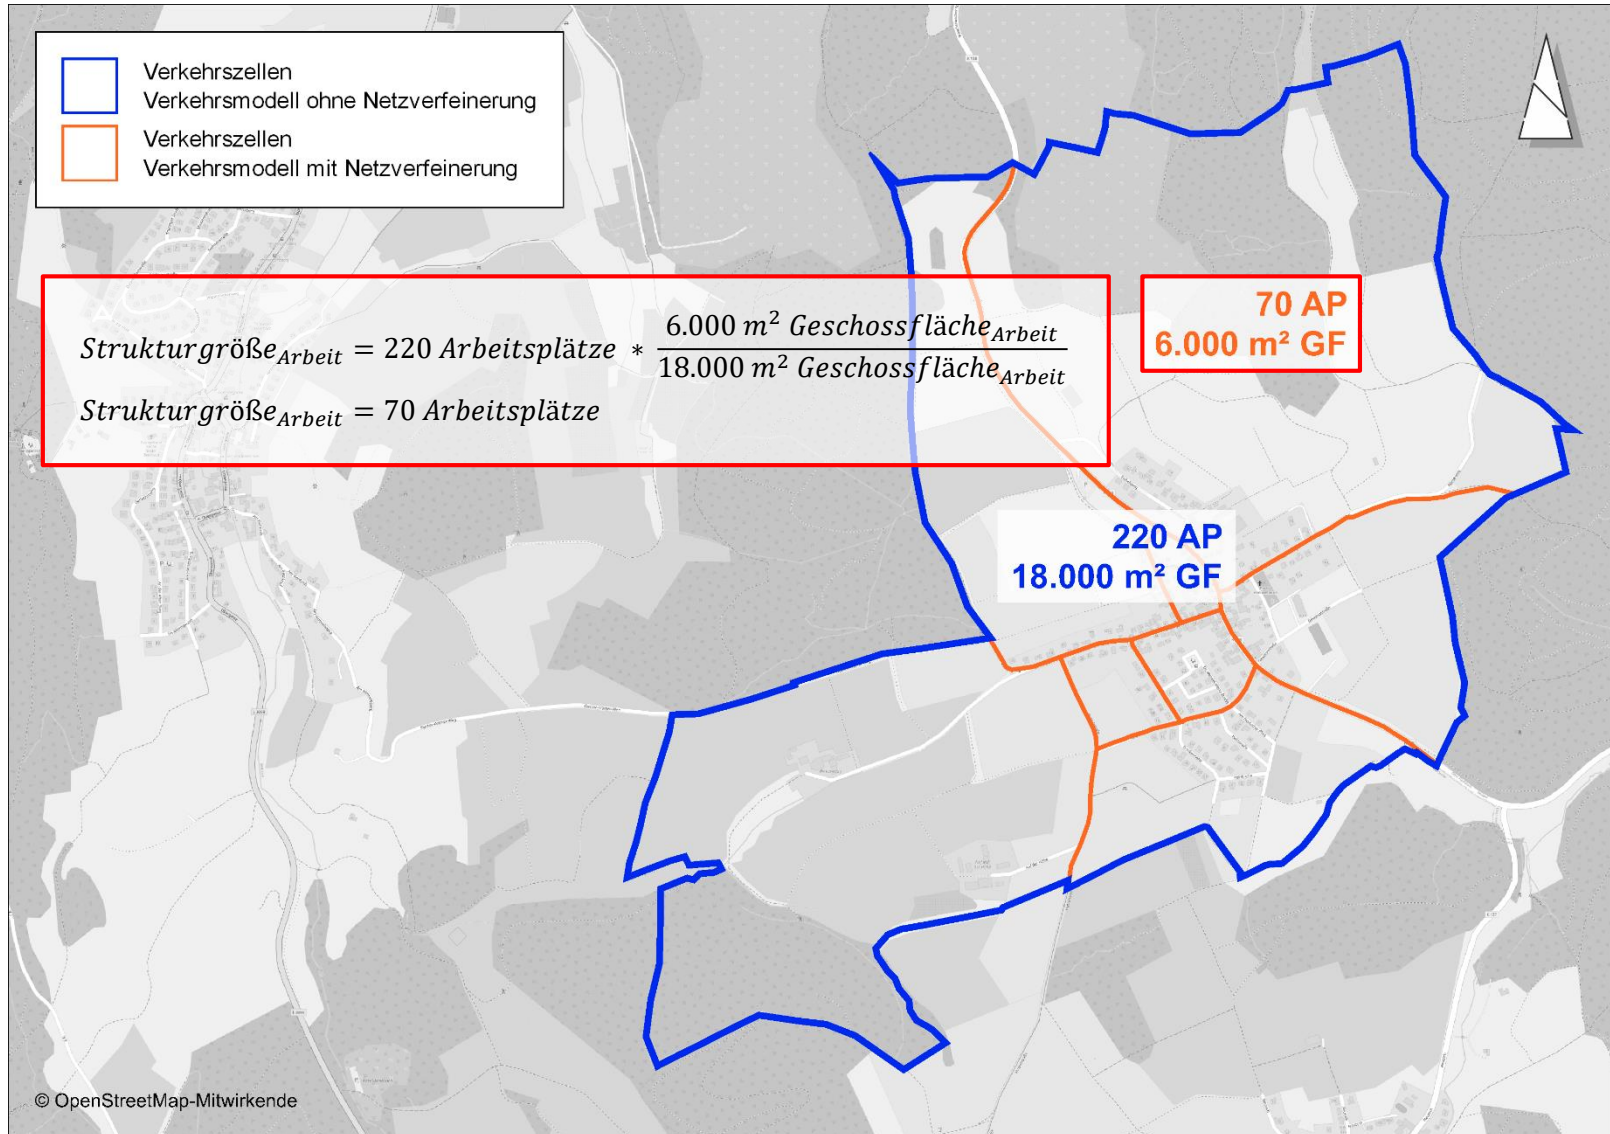 Verkehrszellen
Verkehrsmodell ohne Netzverfeinerung
Verkehrszellen
Verkehrsmodell mit Netzverfeinerung
Strukturgröße_Arbeit = 220 Arbeitsplätze * 6.000 m² Geschossfläche_Arbeit / 18.000 m² Geschossfläche_Arbeit
Strukturgröße_Arbeit = 70 Arbeitsplätze
70 AP
6.000 m² GF
220 AP
18.000 m² GF
© OpenStreetMap-Mitwirkende